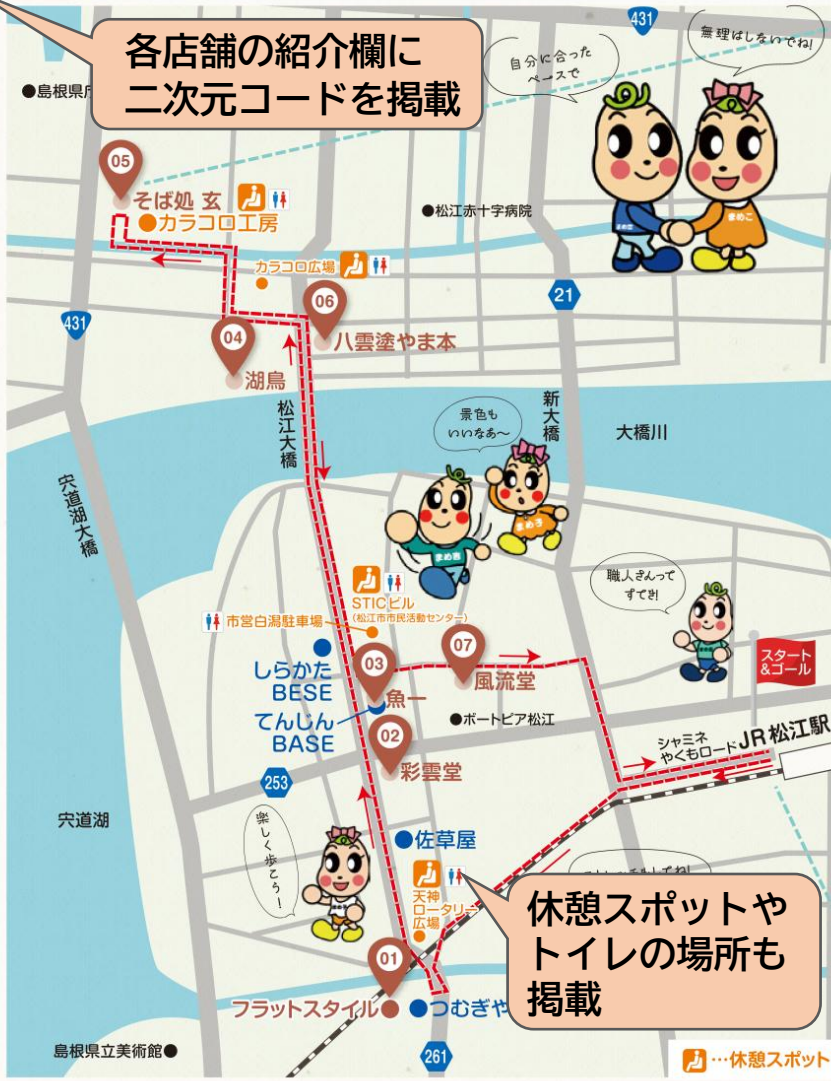 各店舗の紹介欄に
二次元コードを掲載
431
自分に合った
ペースで
無理はしないでね!
●島根県庁
05
そば処 玄
●カラコロ工房
●松江赤十字病院
まめ吉
まめこ
カラコロ広場
21
06
八雲塗やま本
431
04
湖鳥
松江大橋
新大橋
大橋川
景色も
いいなあ〜
宍道湖大橋
まめ子
まめ吉
職人さんって
すてき!
STICビル
(松江市市民活動センター)
市営白潟駐車場
スタート
&ゴール
しらかた
BESE
03
魚一
07
風流堂
てんじん
BASE
●ボートピア松江
シャミネ
やくもロード
JR松江駅
02
彩雲堂
253
宍道湖
楽しく歩こう!
●佐草屋
天神
ロータリー
広場
休憩スポットや
トイレの場所も
掲載
01
フラットスタイル●
●つむぎや
島根県立美術館●
261
…休憩スポット